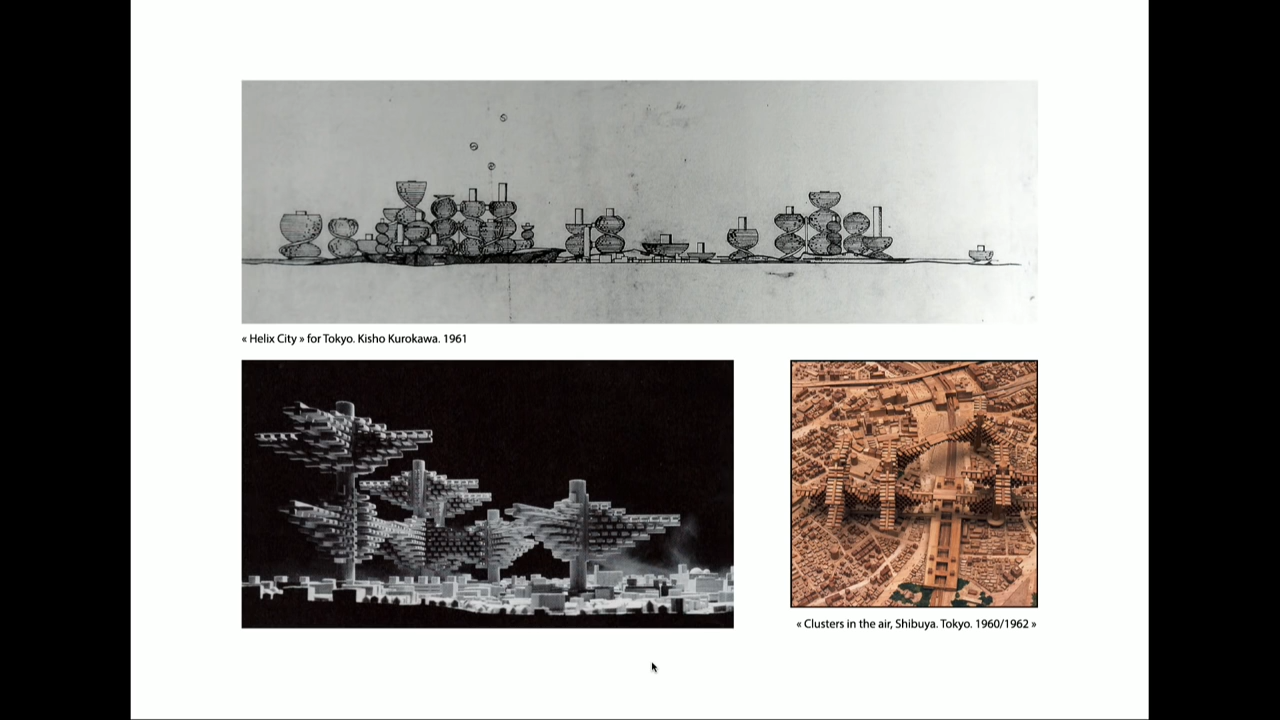 « Helix City » for Tokyo. Kisho Kurokawa. 1961
« Clusters in the air, Shibuya. Tokyo. 1960/1962 »